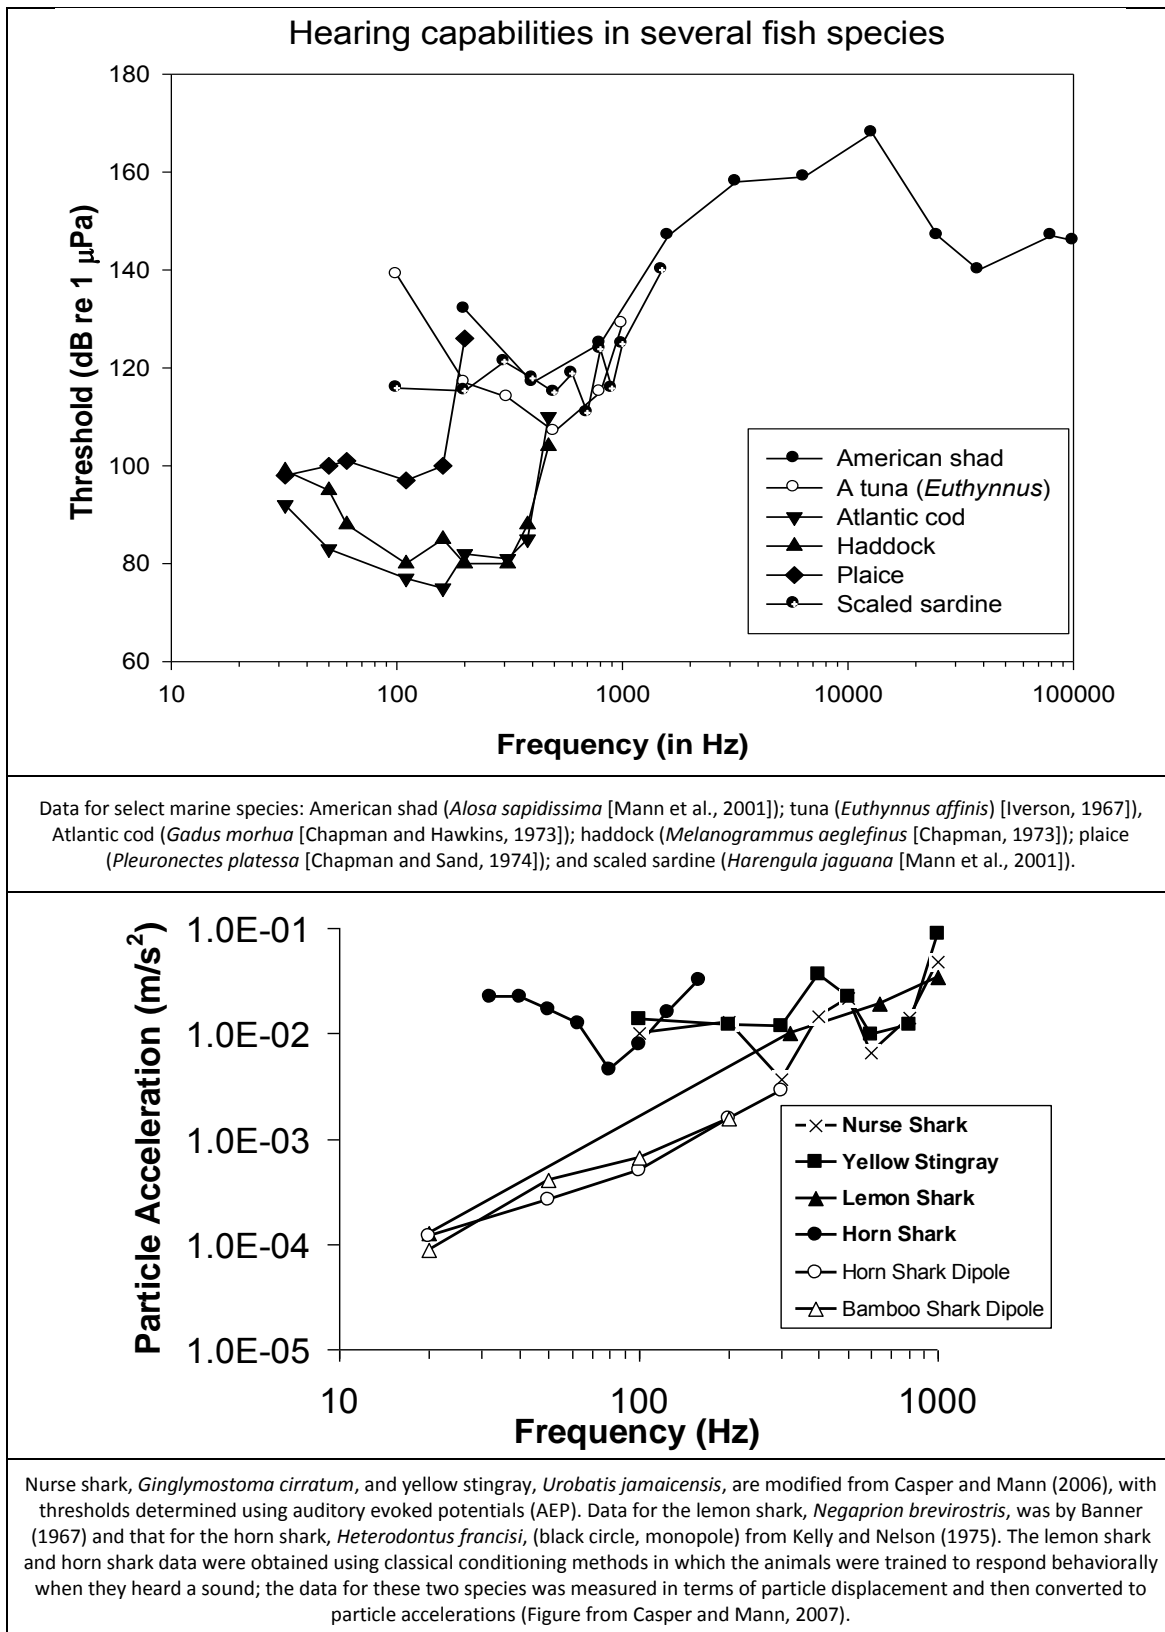 Hearing capabilities in several fish species
180
160
140
120
100
80
60
Threshold (dB re 1 μPa)
American shad
A tuna (Euthynnus)
Atlantic cod
Haddock
Plaice
Scaled sardine
10
100
1000
10000
100000
Frequency (in Hz)
Data for select marine species: American shad (Alosa sapidissima [Mann et al., 2001]); tuna (Euthynnus affinis) [Iverson, 1967]),
Atlantic cod (Gadus morhua [Chapman and Hawkins, 1973]); haddock (Melanogrammus aeglefinus [Chapman, 1973]); plaice
(Pleuronectes platessa [Chapman and Sand, 1974]); and scaled sardine (Harengula jaguana [Mann et al., 2001]).
1.0E-01
1.0E-02
1.0E-03
1.0E-04
1.0E-05
Particle Acceleration (m/s²)
Nurse Shark
Yellow Stingray
Lemon Shark
Horn Shark
Horn Shark Dipole
Bamboo Shark Dipole
10
100
1000
Frequency (Hz)
Nurse shark, Ginglymostoma cirratum, and yellow stingray, Urobatis jamaicensis, are modified from Casper and Mann (2006), with
thresholds determined using auditory evoked potentials (AEP). Data for the lemon shark, Negaprion brevirostris, was by Banner
(1967) and that for the horn shark, Heterodontus francisi, (black circle, monopole) from Kelly and Nelson (1975). The lemon shark
and horn shark data were obtained using classical conditioning methods in which the animals were trained to respond behaviorally
when they heard a sound; the data for these two species was measured in terms of particle displacement and then converted to
particle accelerations (Figure from Casper and Mann, 2007).